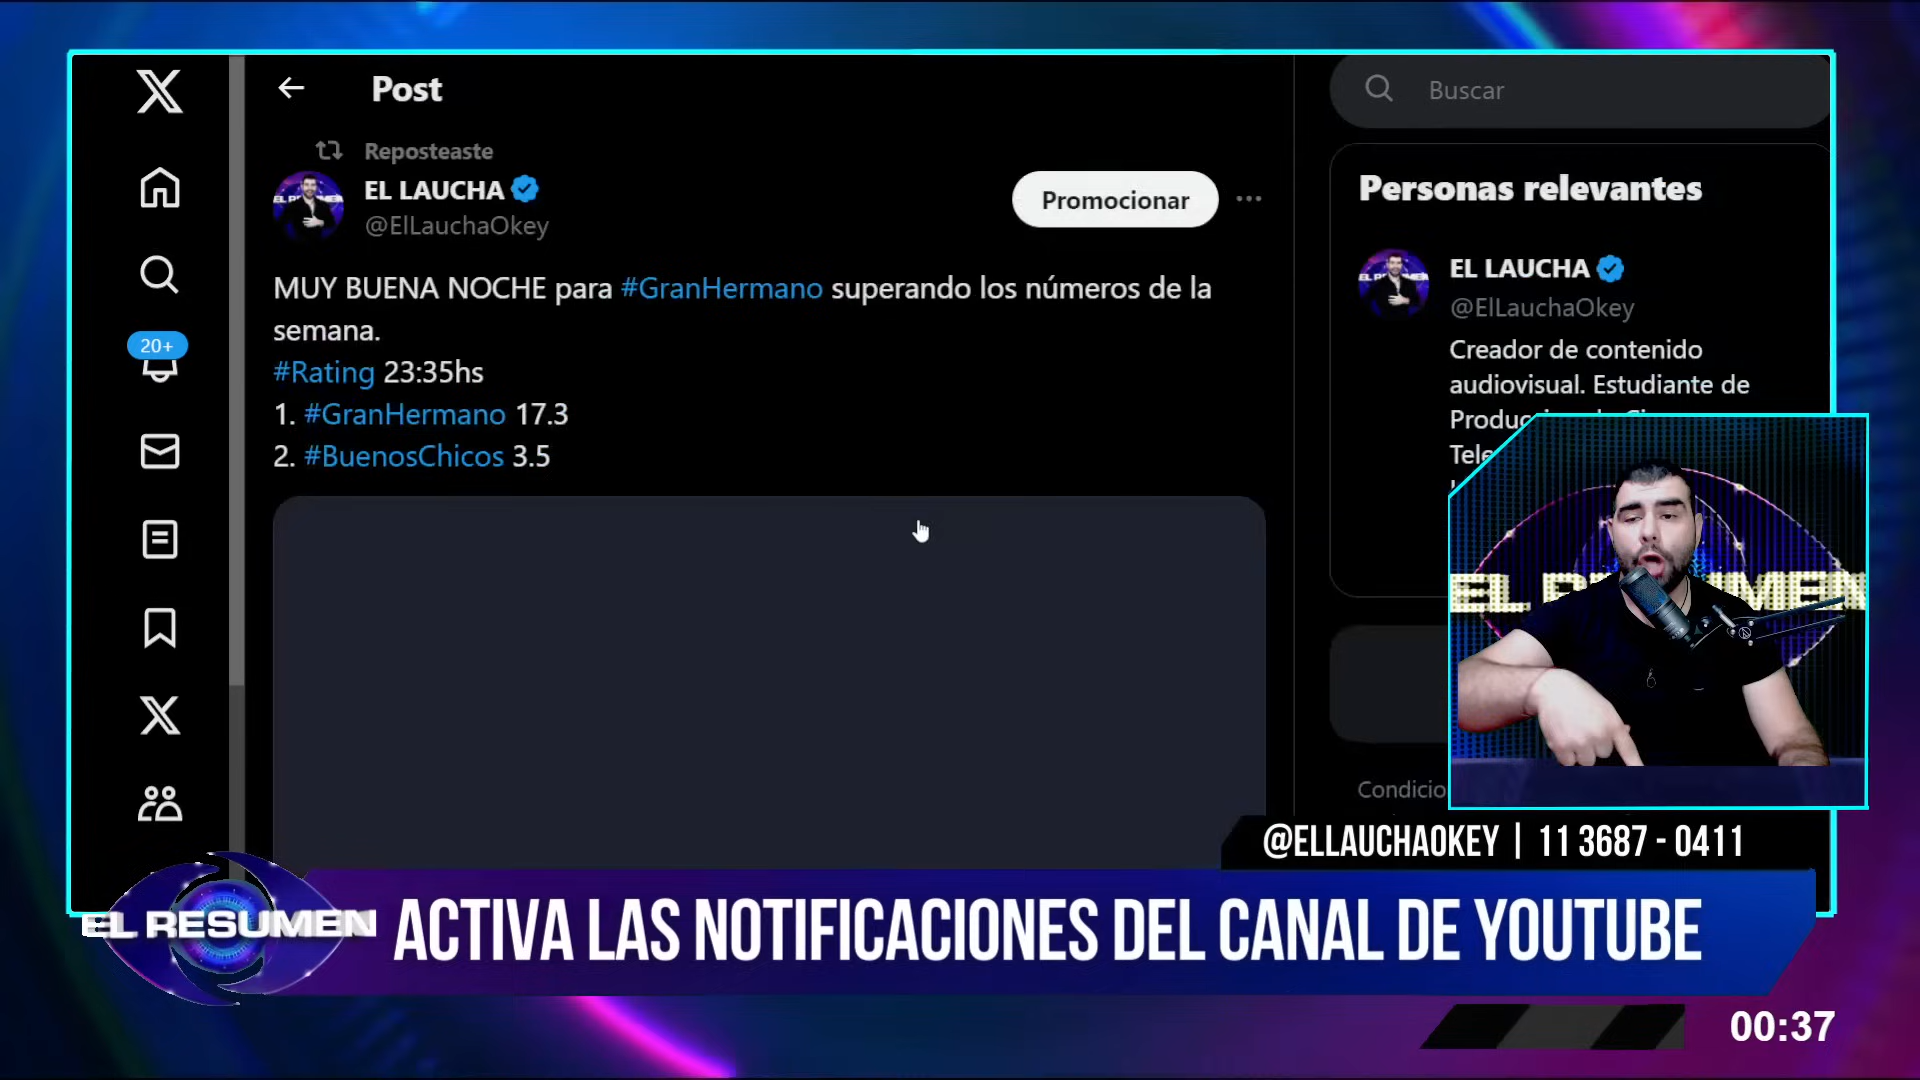 Post
Buscar
Reposteaste
EL LAUCHA
@ElLauchaOkey
Promocionar
MUY BUENA NOCHE para #GranHermano superando los números de la
semana.
#Rating 23:35hs
1. #GranHermano 17.3
2. #BuenosChicos 3.5
20+
Personas relevantes
EL LAUCHA
@ElLauchaOkey
Creador de contenido
audiovisual. Estudiante de
@ELLAUCHAOKEY | 11 3687 - 0411
EL RESUMEN
ACTIVA LAS NOTIFICACIONES DEL CANAL DE YOUTUBE
00:37